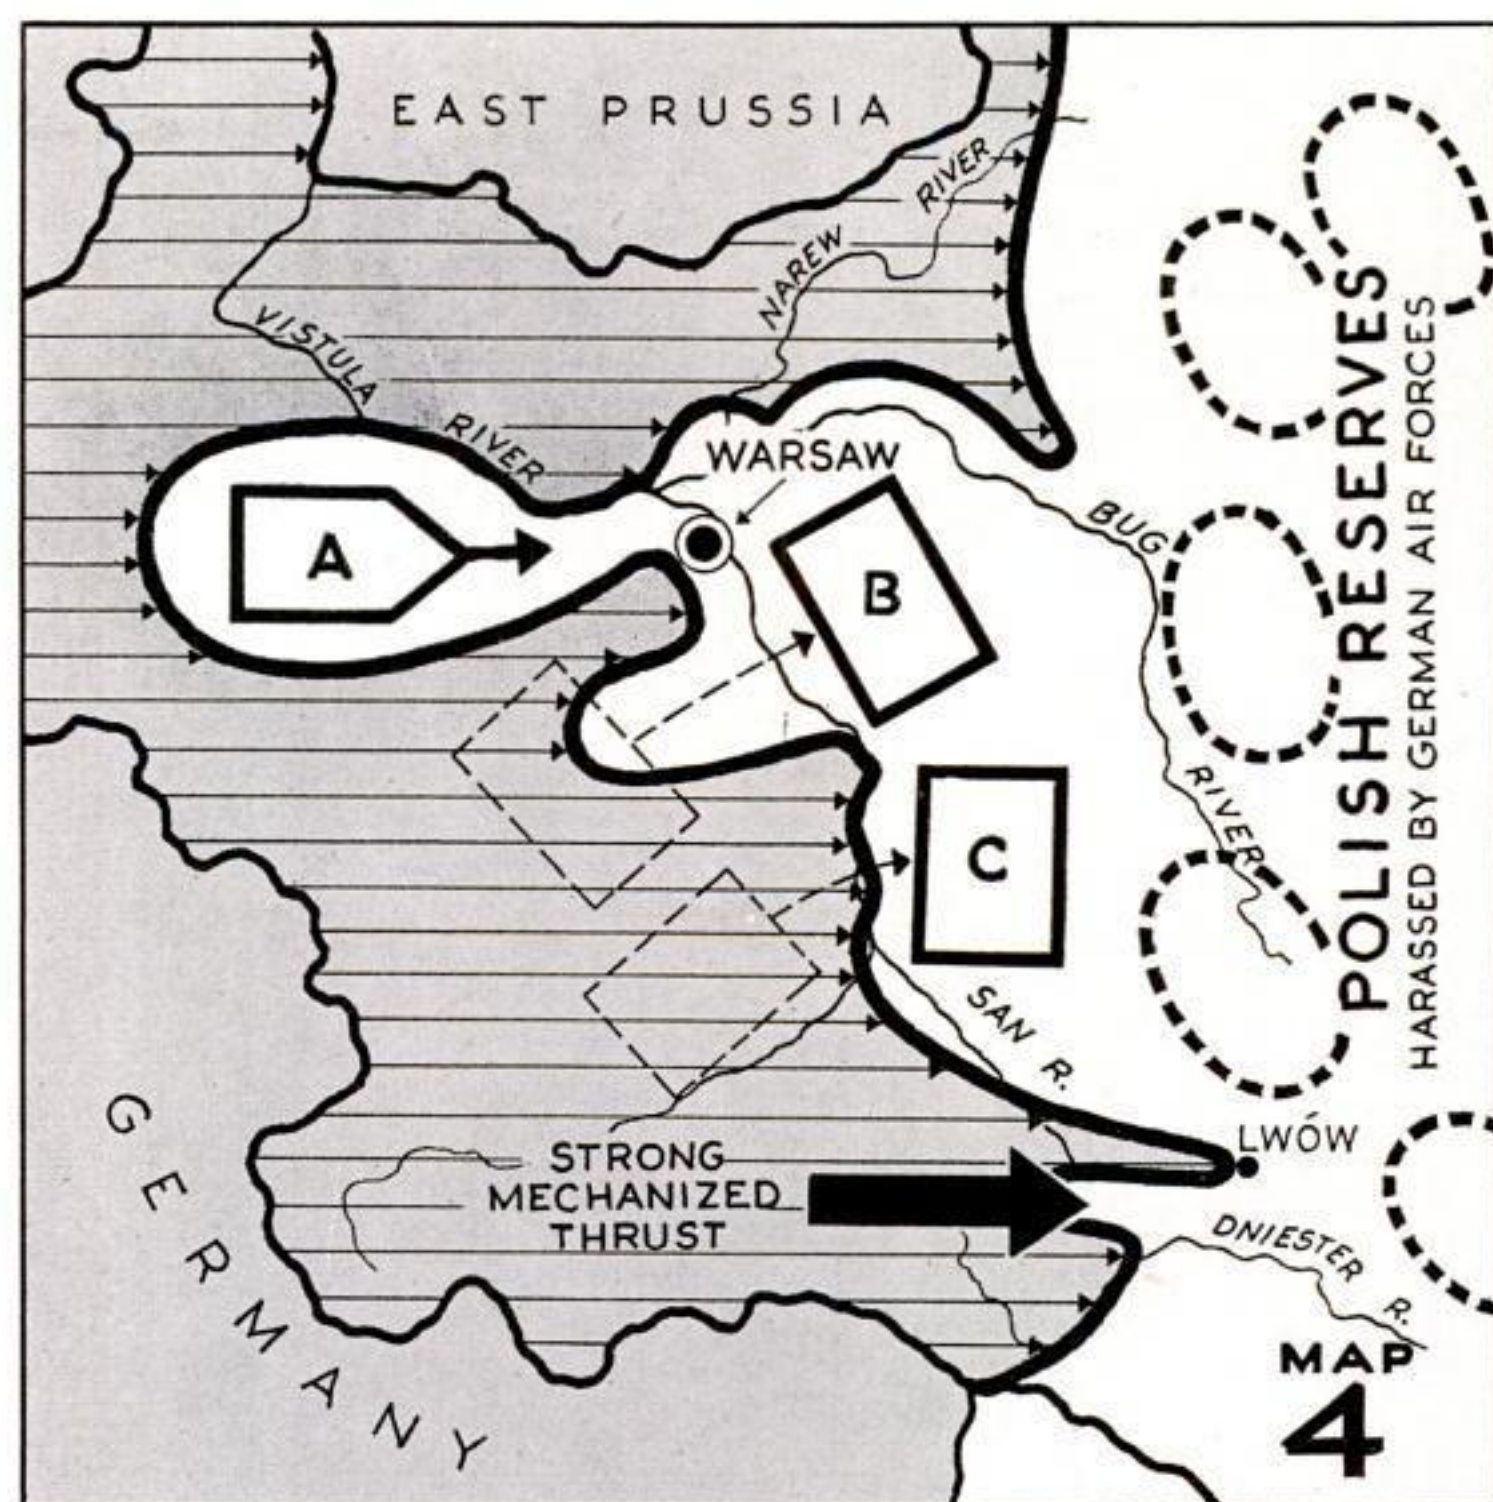 EAST PRUSSIA
NAREW RIVER
VISTULA RIVER
WARSAW
A
B
BUG RIVER
C
POLISH RESERVES
HARASSED BY GERMAN AIR FORCES
SAN R.
GERMANY
STRONG
MECHANIZED
THRUST
LWÓW
DNIESTER R.
MAP
4